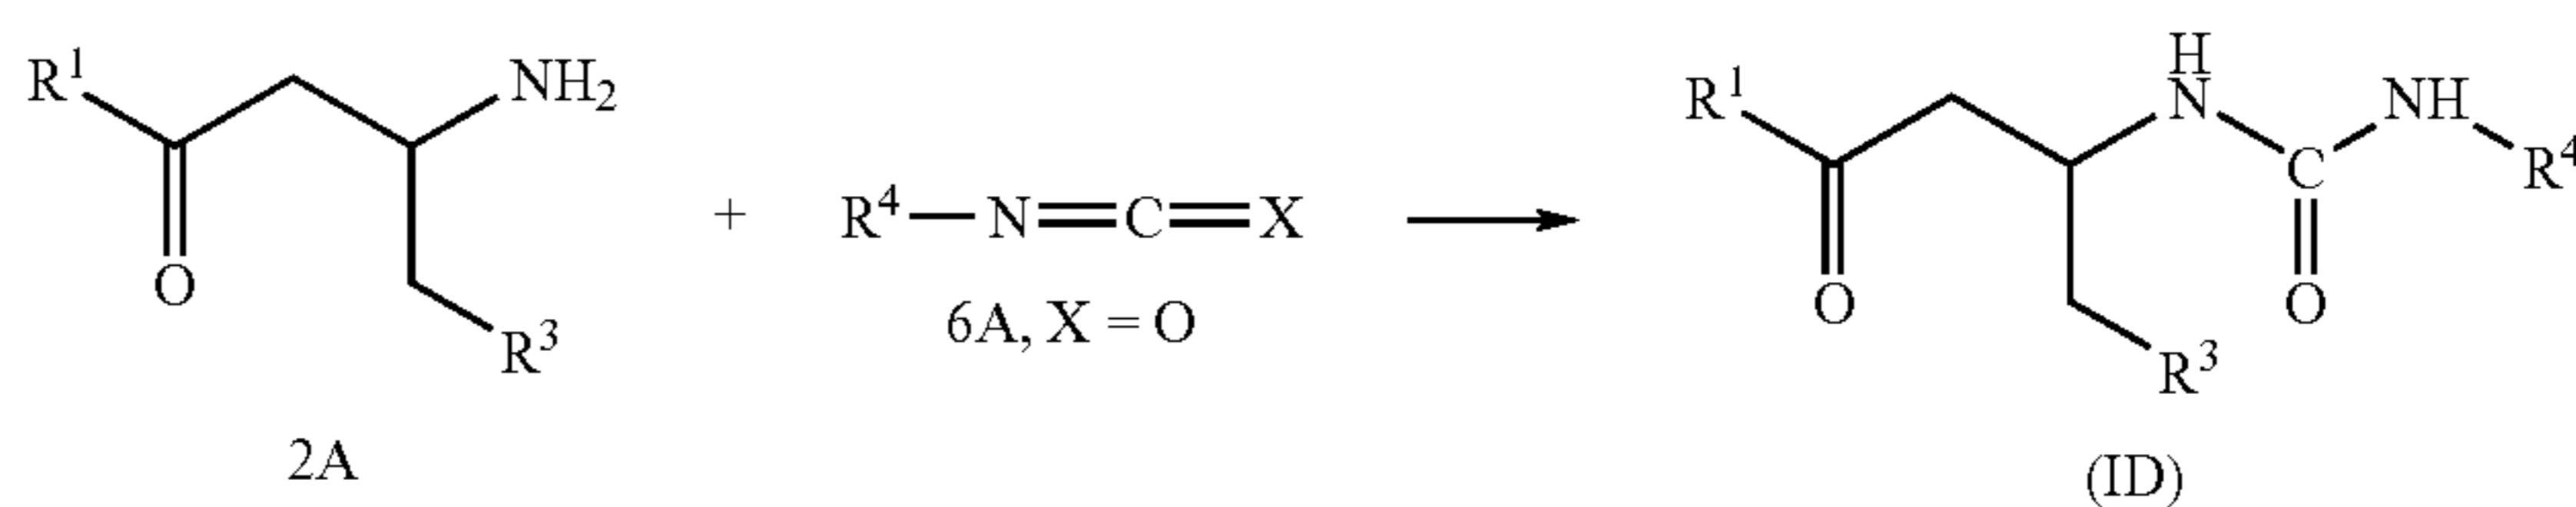 R¹ NH₂ O R³
2A
+
R⁴—N=C=X
6A, X = O
R¹ H N C NH R⁴ O O R³
(ID)